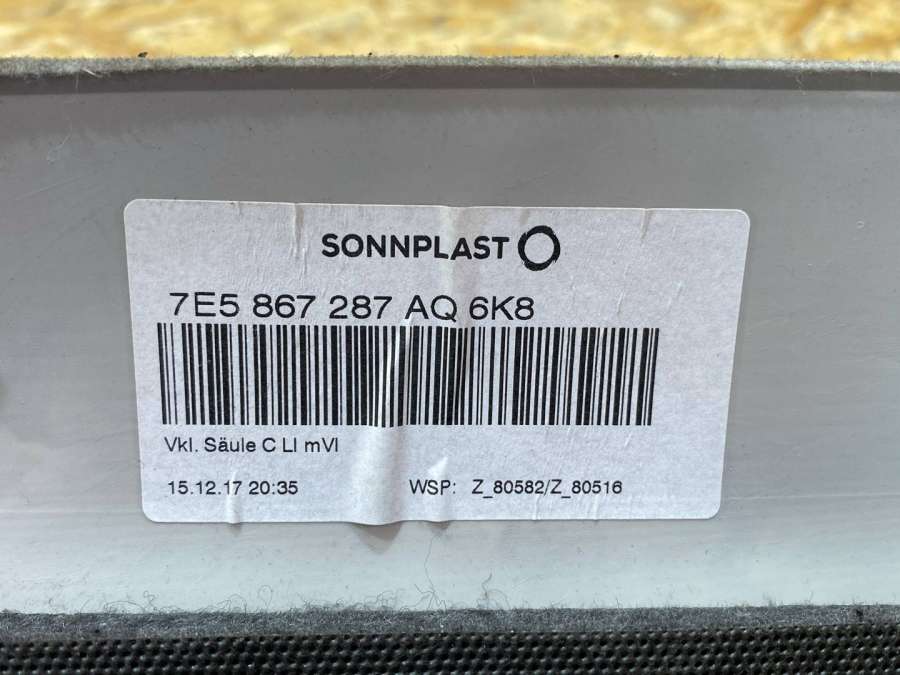 SONNPLAST
7E5 867 287 AQ 6K8
Vkl. Säule C LI mVI
15.12.17 20:35 WSP: Z_80582/Z_80516